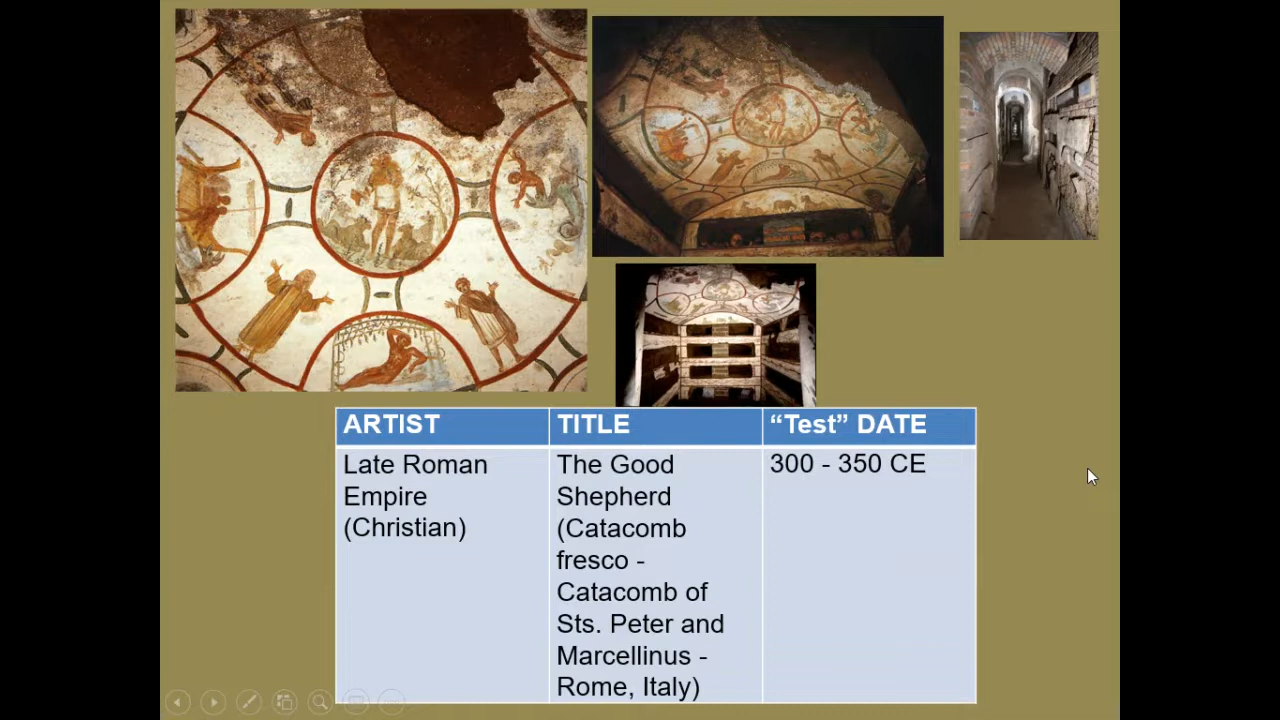 ARTIST
TITLE
“Test” DATE
Late Roman
Empire
(Christian)
The Good
Shepherd
(Catacomb
fresco -
Catacomb of
Sts. Peter and
Marcellinus -
Rome, Italy)
300 - 350 CE